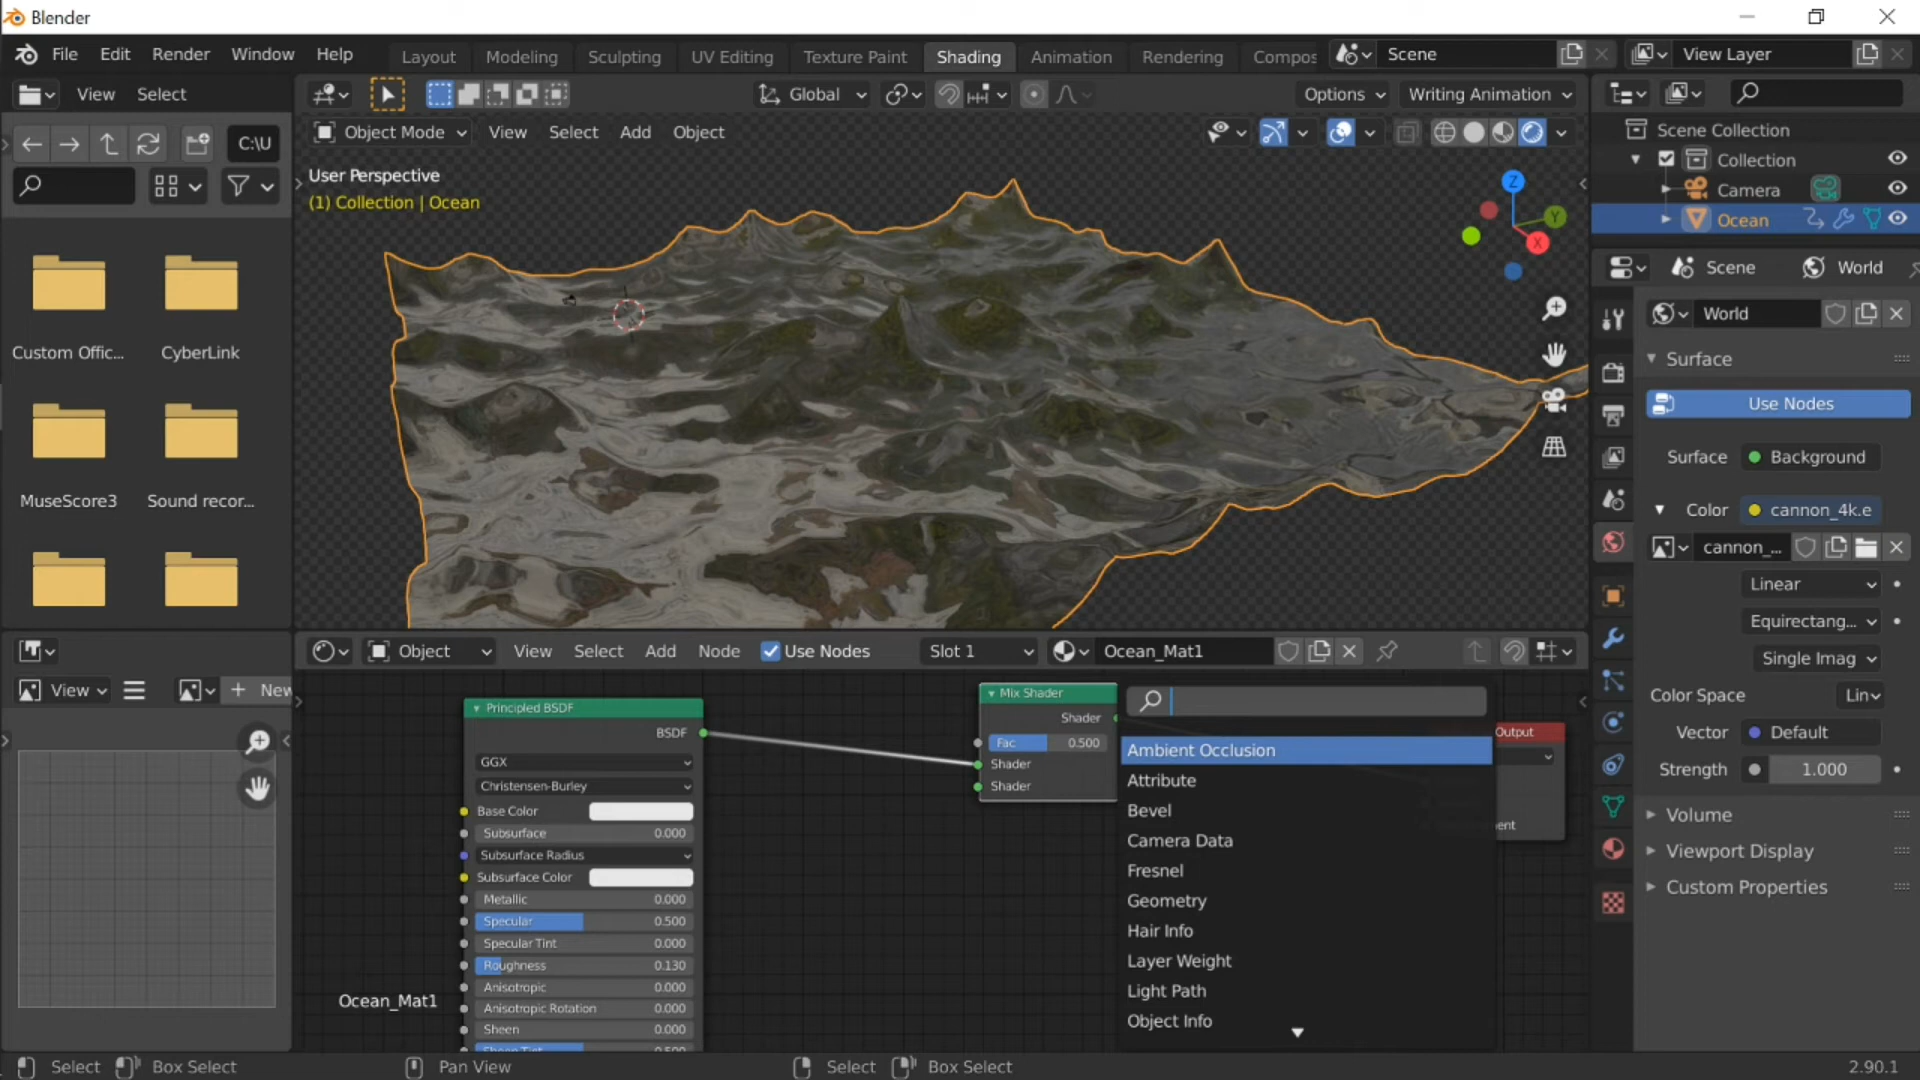 Blender
File Edit Render Window Help
Layout Modeling Sculpting UV Editing Texture Paint Shading Animation Rendering Compos
Scene
View Layer
View Select
Global
Options Writing Animation
Object Mode View Select Add Object
C:\U
User Perspective
(1) Collection | Ocean
Z
Y
X
Scene Collection
Collection
Camera
Ocean
Custom Offic...
CyberLink
MuseScore3
Sound recor...
Scene World
World
Surface
Use Nodes
Surface Background
Color cannon_4k.e
cannon_...
Linear
Equirectang...
Single Imag
Color Space Lin
Vector Default
Strength 1.000
Volume
Viewport Display
Custom Properties
Object View Select Add Node Use Nodes Slot 1 Ocean_Mat1
View New
Principled BSDF
BSDF
GGX
Christensen-Burley
Base Color
Subsurface 0.000
Subsurface Radius
Subsurface Color
Metallic 0.000
Specular 0.500
Specular Tint 0.000
Roughness 0.130
Anisotropic 0.000
Anisotropic Rotation 0.000
Sheen 0.000
Sheen Tint 0.500
Ocean_Mat1
Mix Shader
Shader
Fac 0.500
Shader
Shader
Output
ent
Ambient Occlusion
Attribute
Bevel
Camera Data
Fresnel
Geometry
Hair Info
Layer Weight
Light Path
Object Info
Select Box Select Pan View Select Box Select 2.90.1